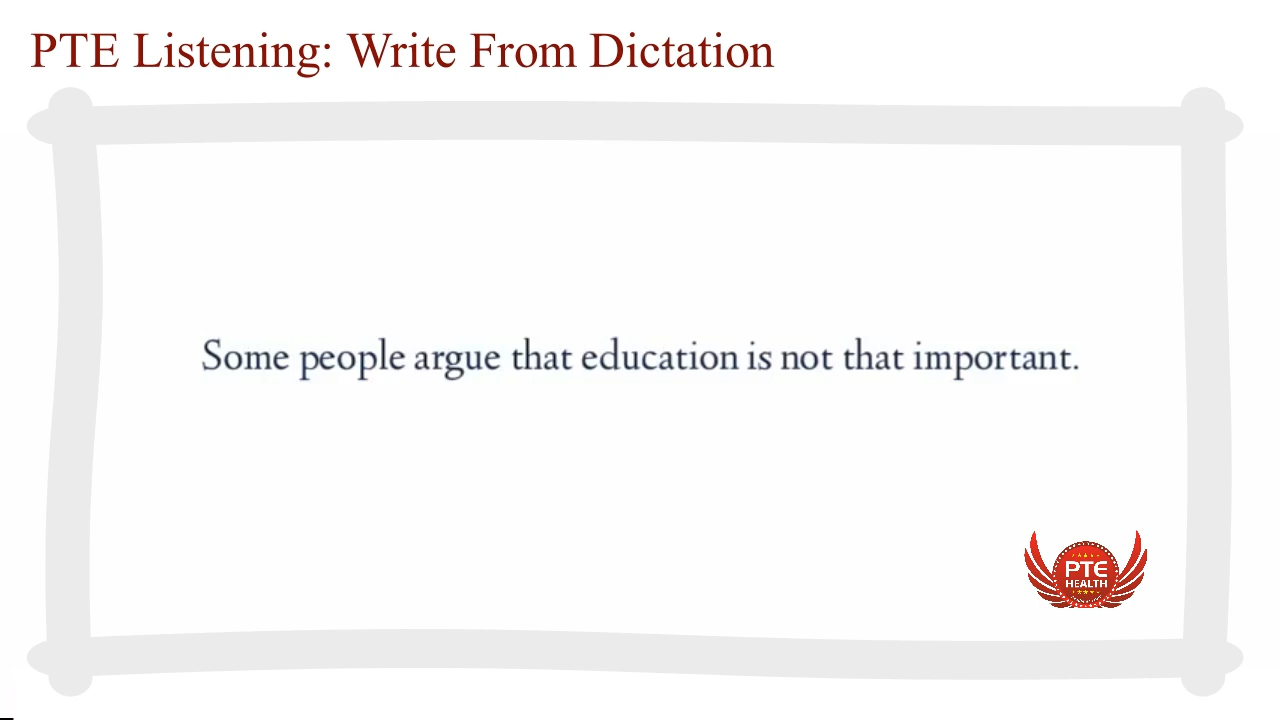 PTE Listening: Write From Dictation
Some people argue that education is not that important.
PTE
HEALTH